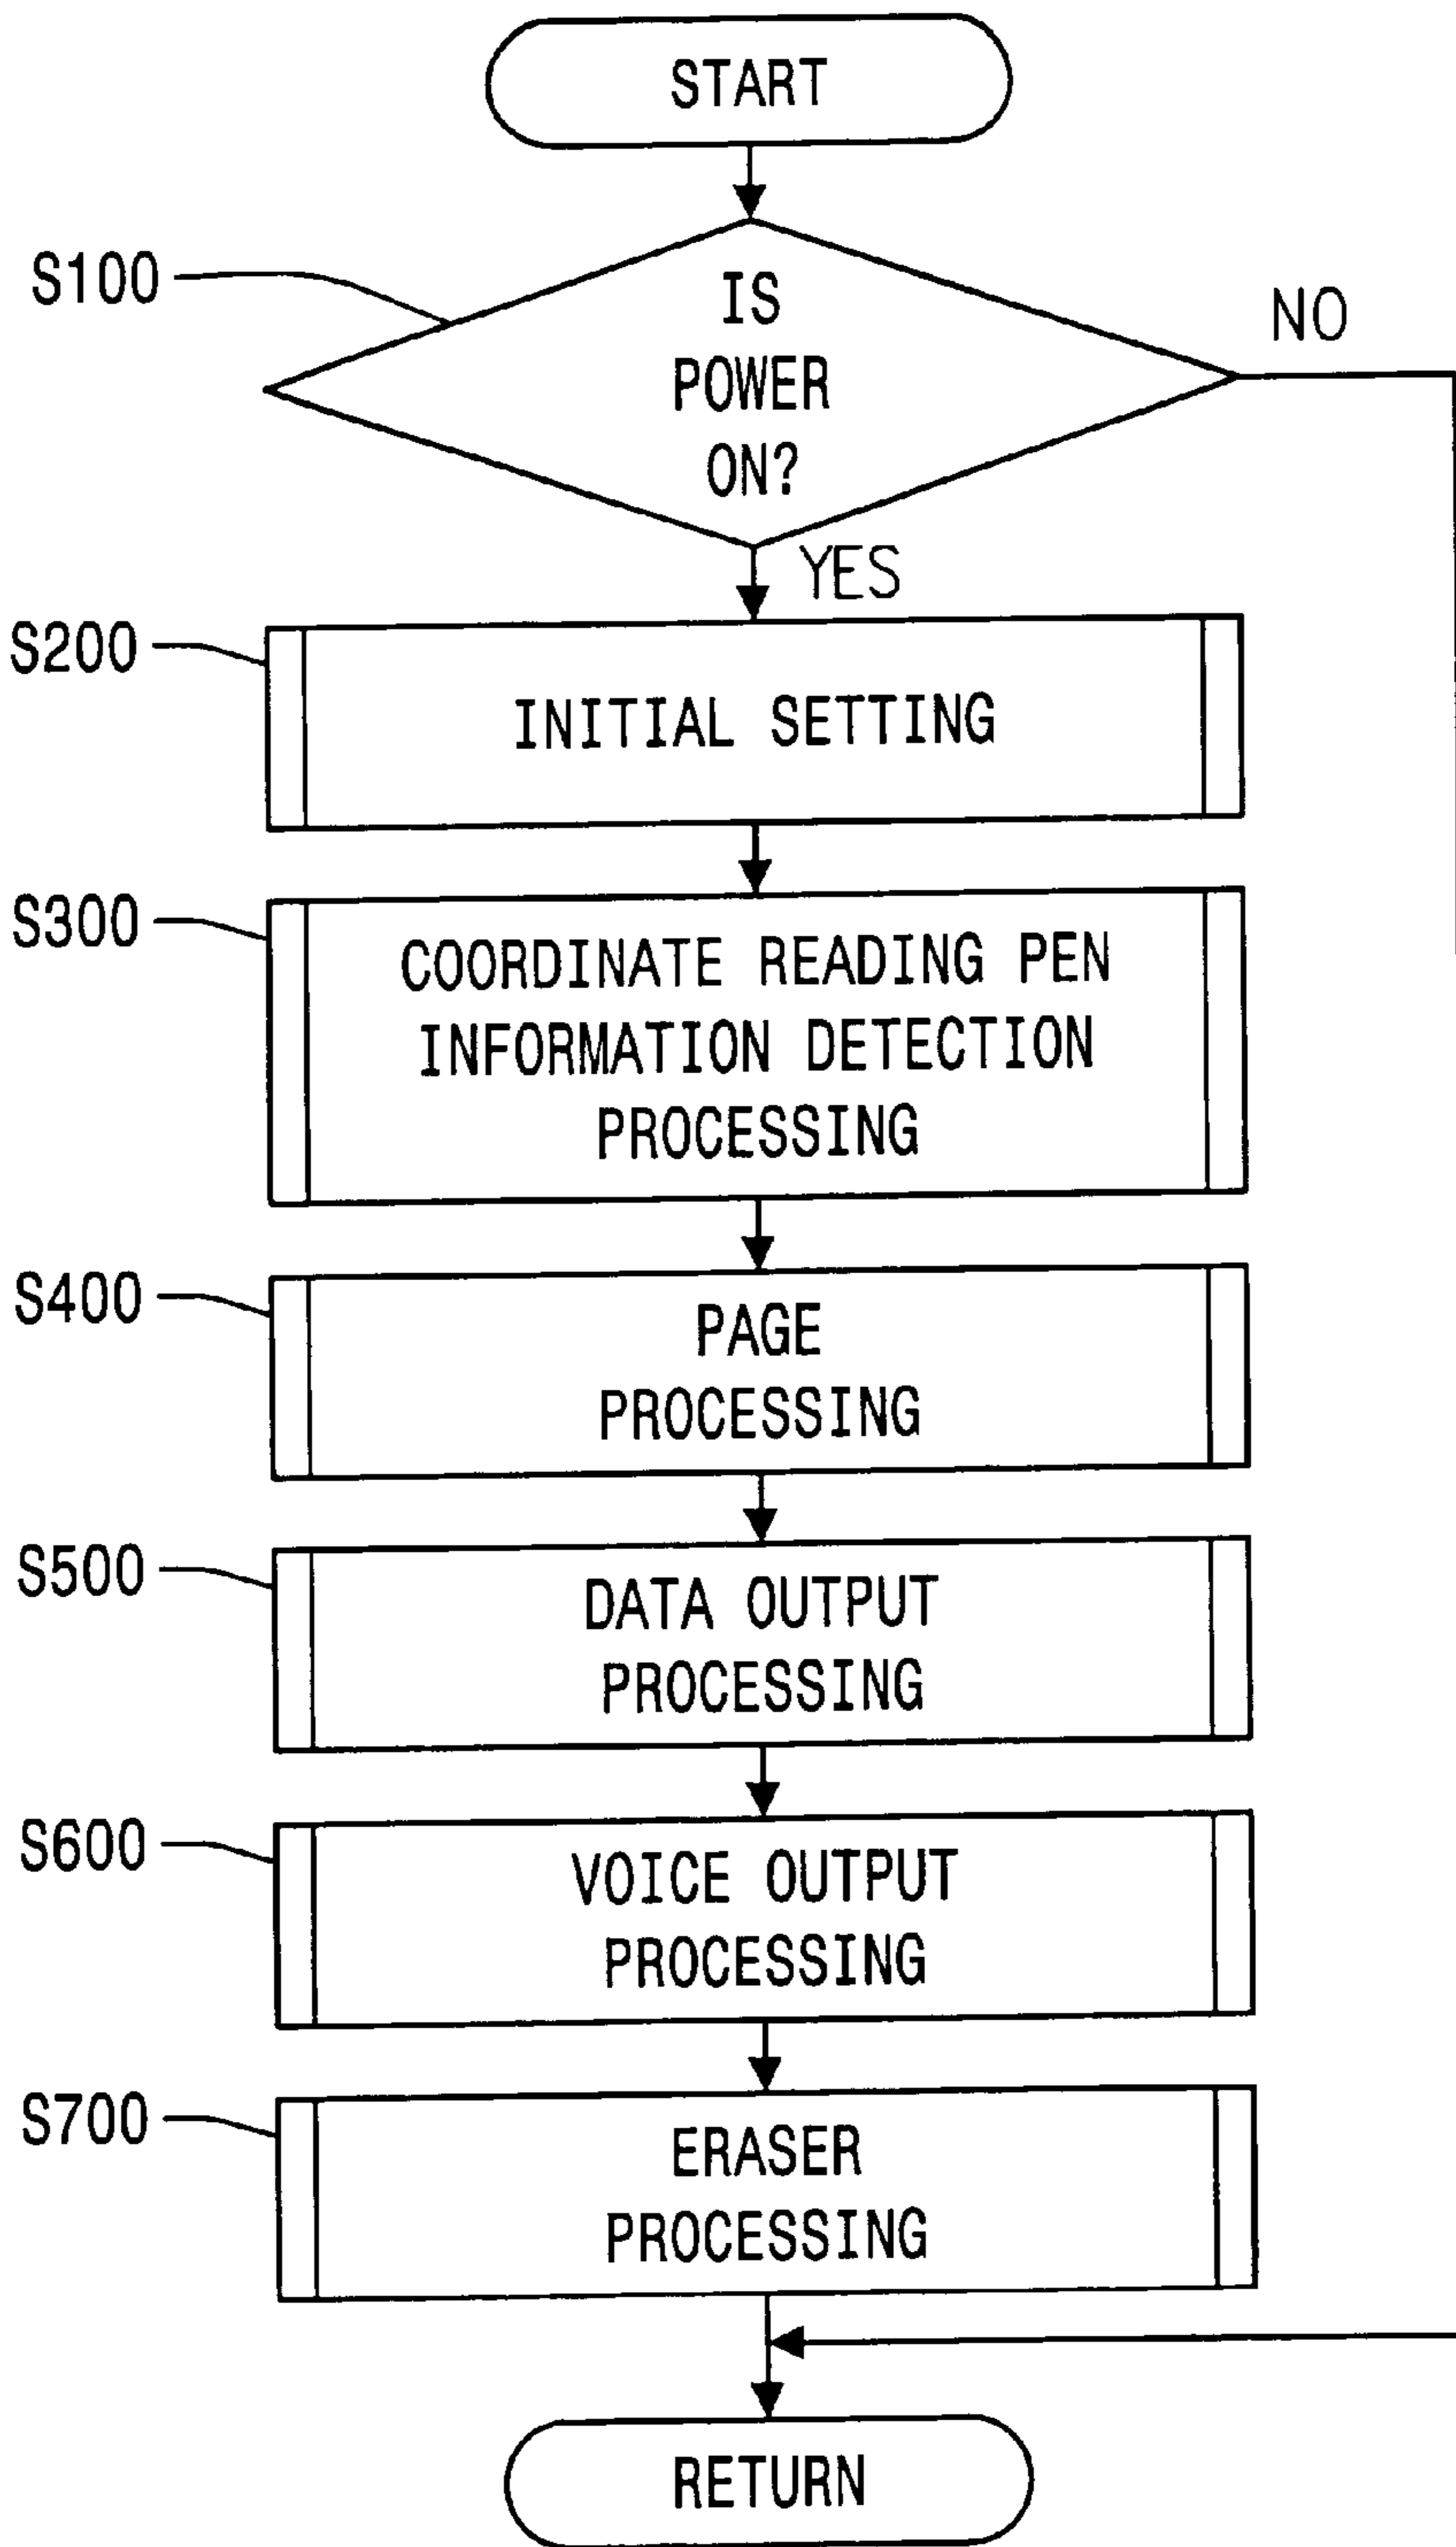 START
S100
IS
POWER
ON?
NO
YES
S200
INITIAL SETTING
S300
COORDINATE READING PEN
INFORMATION DETECTION
PROCESSING
S400
PAGE
PROCESSING
S500
DATA OUTPUT
PROCESSING
S600
VOICE OUTPUT
PROCESSING
S700
ERASER
PROCESSING
RETURN